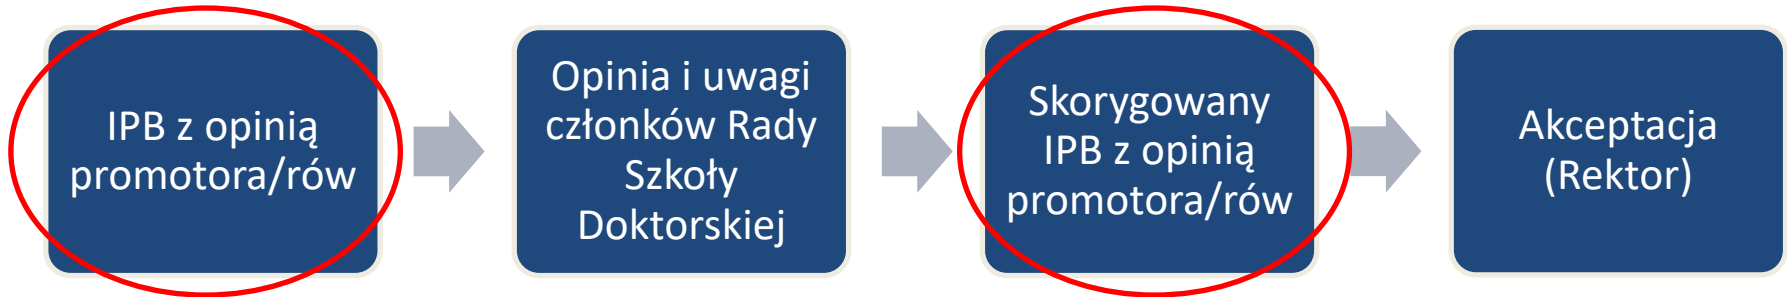 IPB z opinią
promotora/rów
Opinia i uwagi
członków Rady
Szkoły
Doktorskiej
Skorygowany
IPB z opinią
promotora/rów
Akceptacja
(Rektor)